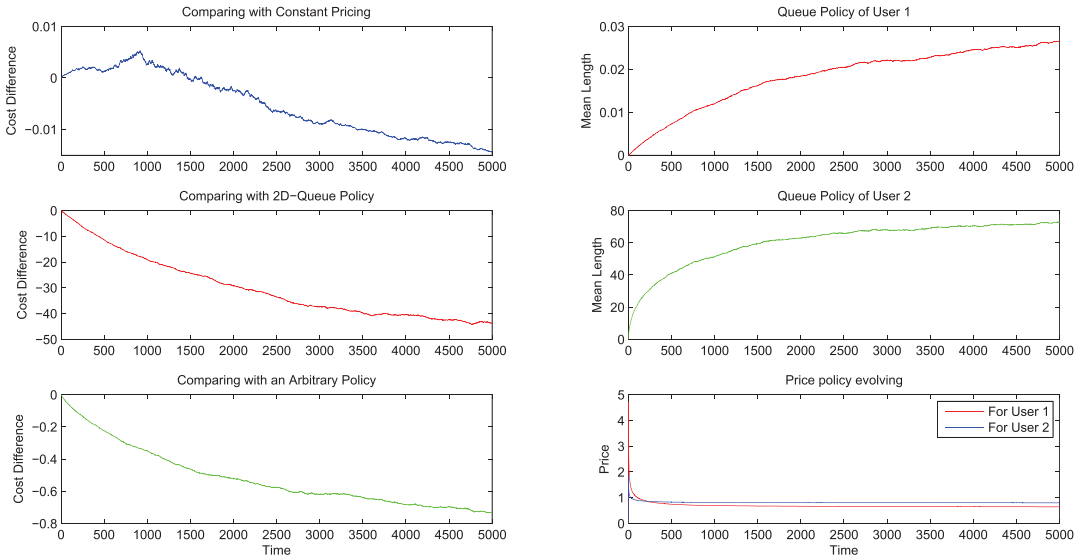 Comparing with Constant Pricing
Cost Difference
0.01
0
−0.01
0 500 1000 1500 2000 2500 3000 3500 4000 4500 5000
Queue Policy of User 1
Mean Length
0.03
0.02
0.01
0
0 500 1000 1500 2000 2500 3000 3500 4000 4500 5000
Comparing with 2D−Queue Policy
Cost Difference
0
−10
−20
−30
−40
−50
0 500 1000 1500 2000 2500 3000 3500 4000 4500 5000
Queue Policy of User 2
Mean Length
80
60
40
20
0
0 500 1000 1500 2000 2500 3000 3500 4000 4500 5000
Comparing with an Arbitrary Policy
Cost Difference
0
−0.2
−0.4
−0.6
−0.8
0 500 1000 1500 2000 2500 3000 3500 4000 4500 5000
Time
Price policy evolving
Price
5
4
3
2
1
0
For User 1
For User 2
0 500 1000 1500 2000 2500 3000 3500 4000 4500 5000
Time